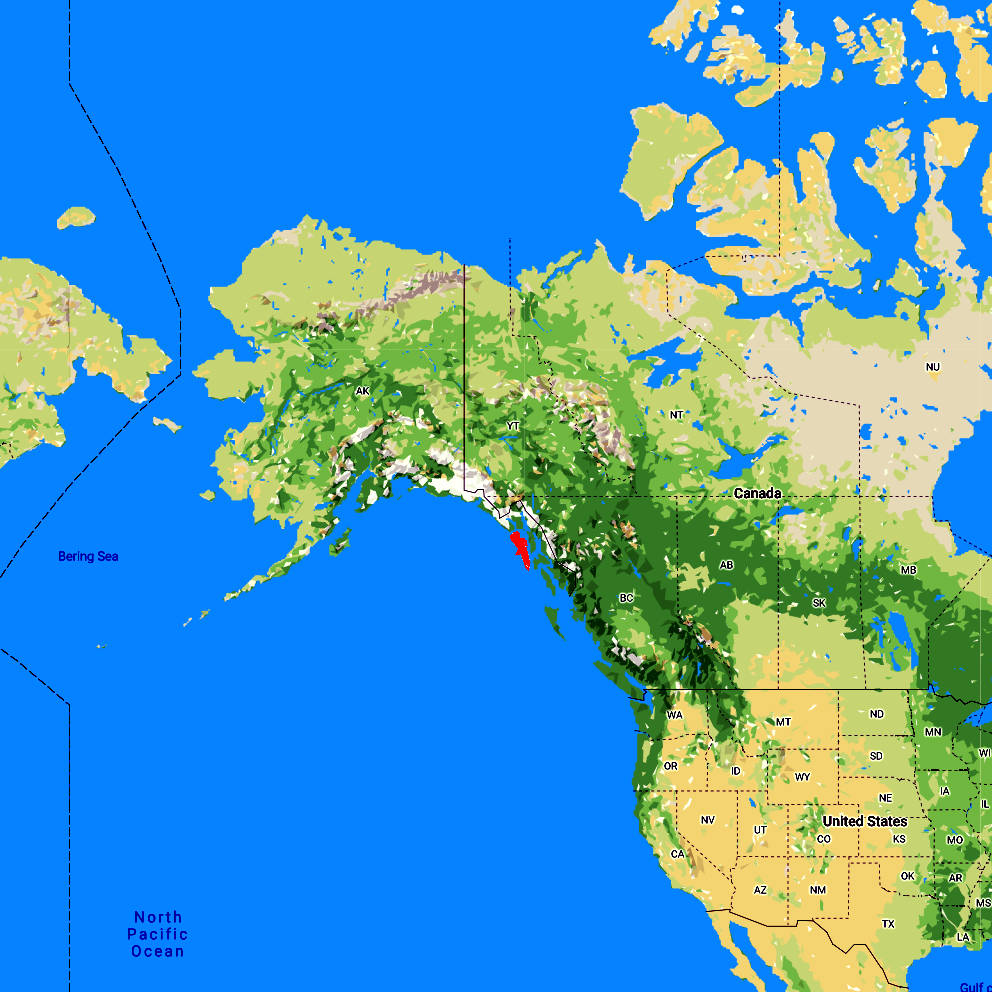 NU
AK
NT
YT
Canada
Bering Sea
AB
MB
BC
SK
WA
MT
ND
MN
OR
ID
SD
WI
WY
NE
IA
IL
NV
UT
United States
CO
KS
MO
CA
OK
AR
AZ
NM
MS
TX
LA
North
Pacific
Ocean
Gulf o